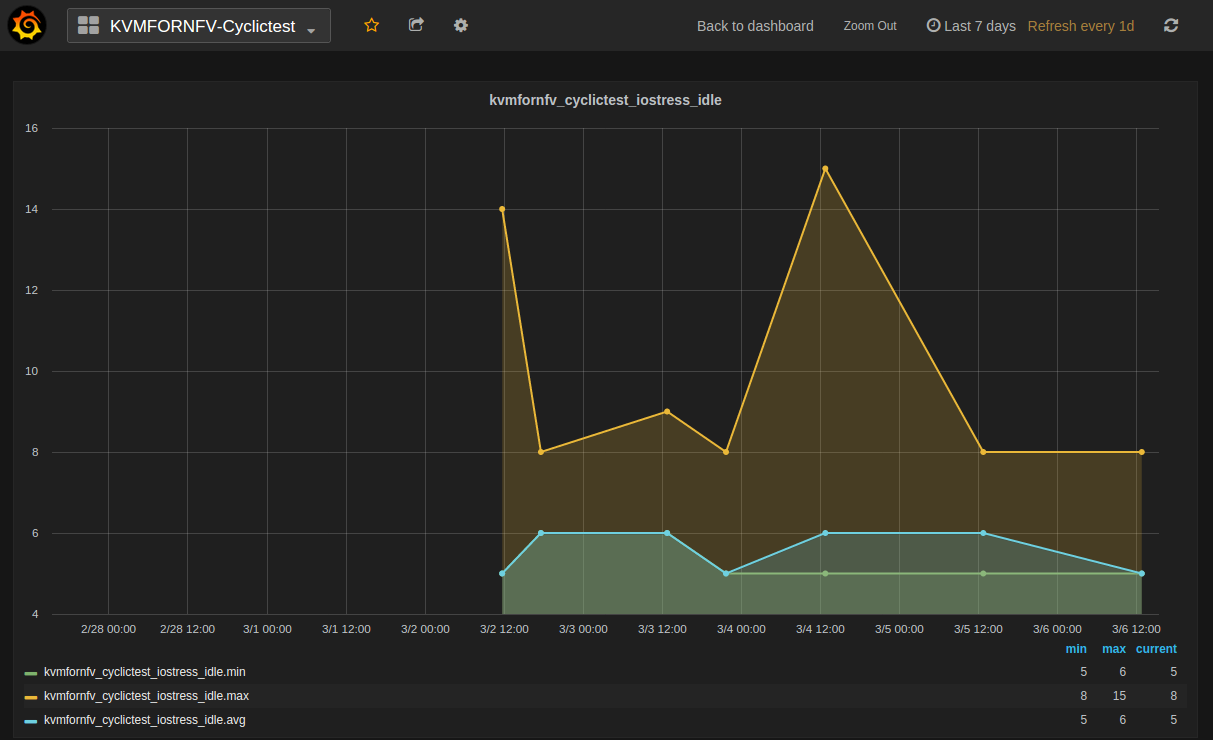 KVMFORNFV-Cyclictest
Back to dashboard Zoom Out Last 7 days Refresh every 1d
kvmfornfv_cyclictest_iostress_idle
16
14
12
10
8
6
4
2/28 00:00 2/28 12:00 3/1 00:00 3/1 12:00 3/2 00:00 3/2 12:00 3/3 00:00 3/3 12:00 3/4 00:00 3/4 12:00 3/5 00:00 3/5 12:00 3/6 00:00 3/6 12:00
min max current
kvmfornfv_cyclictest_iostress_idle.min 5 6 5
kvmfornfv_cyclictest_iostress_idle.max 8 15 8
kvmfornfv_cyclictest_iostress_idle.avg 5 6 5